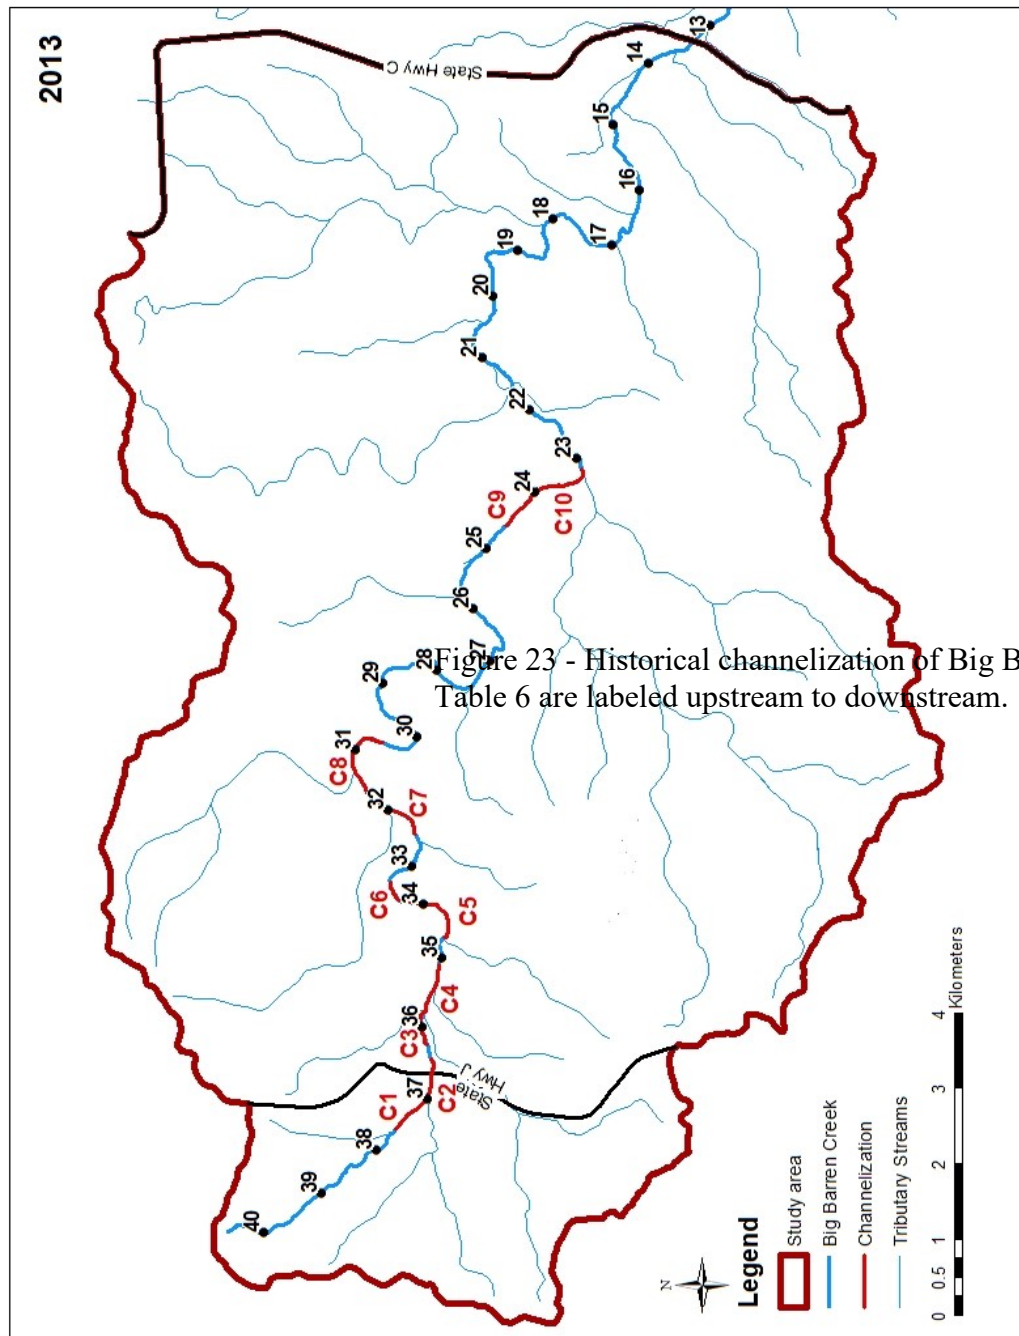 2013
State Hwy C
13
14
15
16
17
18
19
20
21
22
23
24
C9
C10
25
26
27
28
29
Figure 23 - Historical channelization of Big B
Table 6 are labeled upstream to downstream.
30
31
C8
32
C7
33
C6
34
C5
35
C4
36
C3
37
C2
State
Hwy J
C1
38
39
40
N
Legend
Study area
Big Barren Creek
Channelization
Tributary Streams
0 0.5 1 2 3 4
Kilometers